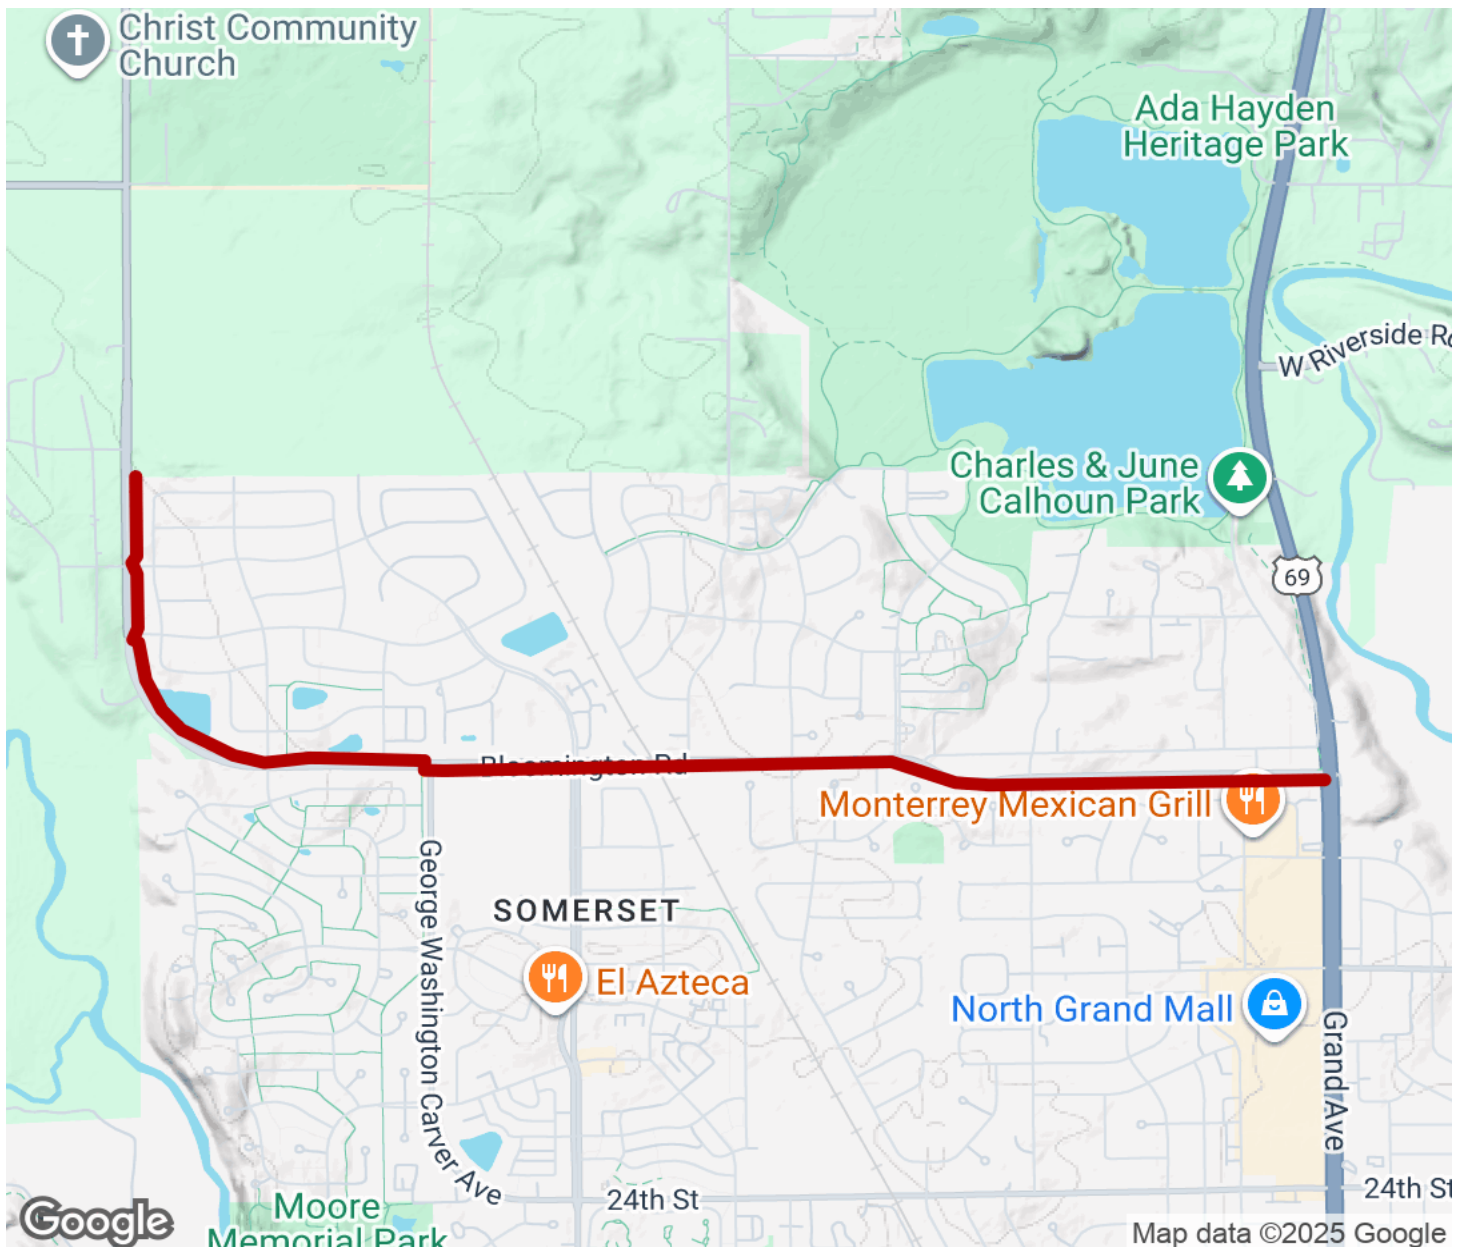 Christ Community
Church
Ada Hayden
Heritage Park
W Riverside
Charles & June
Calhoun Park
69
Bloomington Rd
Monterrey Mexican Grill
George Washington Carver Ave
SOMERSET
El Azteca
North Grand Mall
Grand Ave
24th St
24th St
Moore
Memorial Park
Google
Map data ©2025 Google